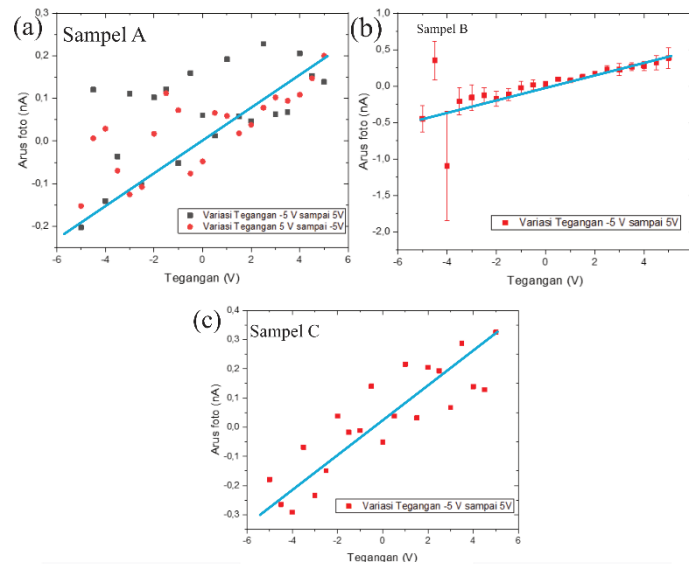 (a)
Sampel A
Arus foto (nA)
0,3
0,2
0,1
0,0
-0,1
-0,2
-6 -4 -2 0 2 4 6
Tegangan (V)
Variasi Tegangan -5 V sampai 5V
Variasi Tegangan 5 V sampai -5V
(b)
Sampel B
Arus foto (nA)
1,0
0,5
0,0
-0,5
-1,0
-1,5
-2,0
-6 -4 -2 0 2 4 6
Tegangan (V)
Variasi Tegangan -5 V sampai 5V
(c)
Sampel C
Arus foto (nA)
0,4
0,3
0,2
0,1
0,0
-0,1
-0,2
-0,3
-0,4
-6 -4 -2 0 2 4 6
Tegangan (V)
Variasi Tegangan -5 V sampai 5V